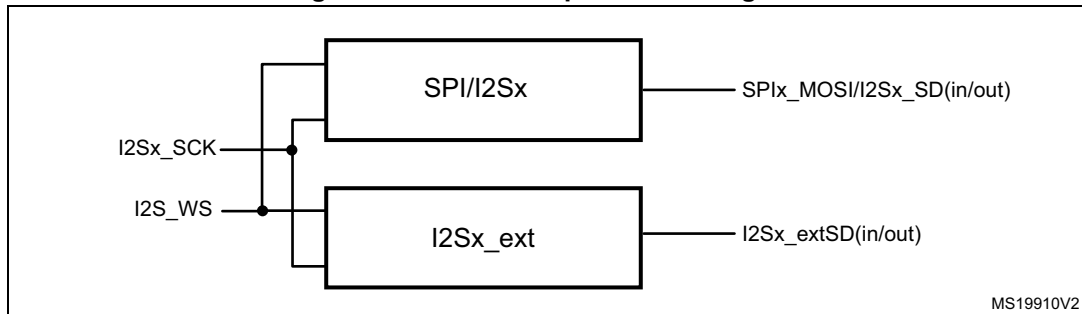 SPI/I2Sx
SPIx_MOSI/I2Sx_SD(in/out)
I2Sx_SCK
I2S_WS
I2Sx_ext
I2Sx_extSD(in/out)
MS19910V2